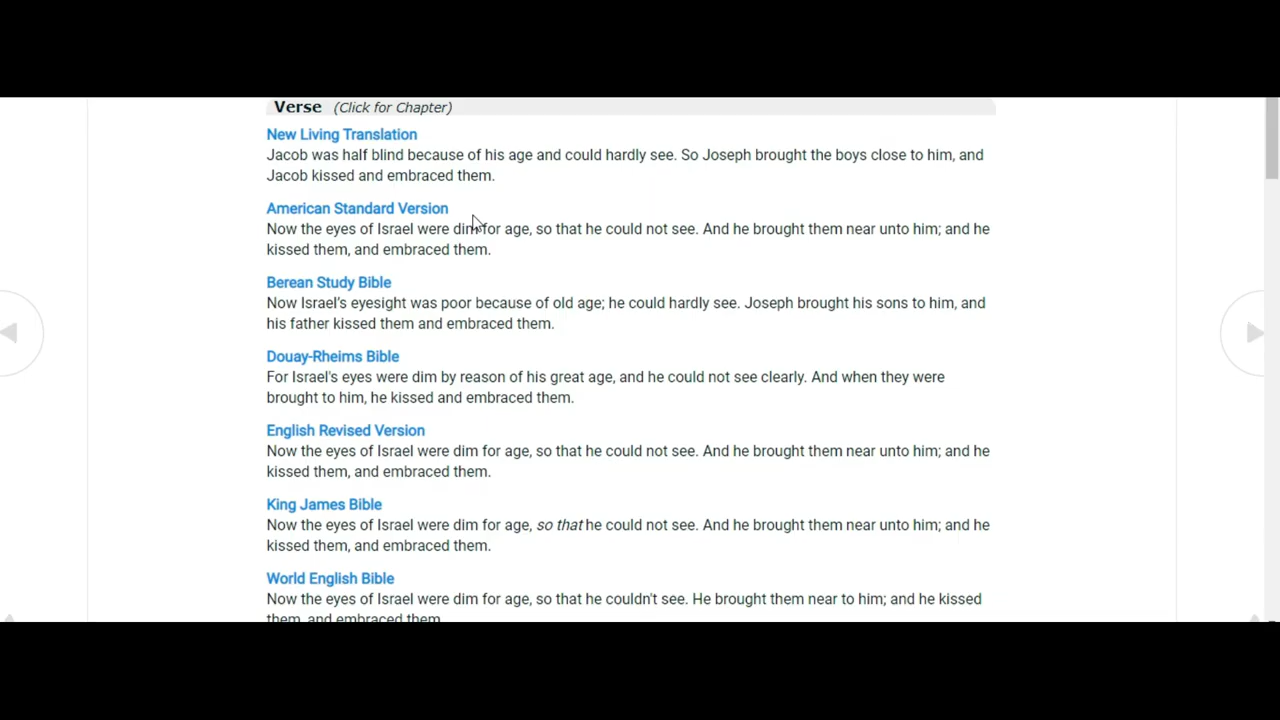 Verse (Click for Chapter)
New Living Translation
Jacob was half blind because of his age and could hardly see. So Joseph brought the boys close to him, and
Jacob kissed and embraced them.
American Standard Version
Now the eyes of Israel were dim for age, so that he could not see. And he brought them near unto him; and he
kissed them, and embraced them.
Berean Study Bible
Now Israel's eyesight was poor because of old age; he could hardly see. Joseph brought his sons to him, and
his father kissed them and embraced them.
Douay-Rheims Bible
For Israel's eyes were dim by reason of his great age, and he could not see clearly. And when they were
brought to him, he kissed and embraced them.
English Revised Version
Now the eyes of Israel were dim for age, so that he could not see. And he brought them near unto him; and he
kissed them, and embraced them.
King James Bible
Now the eyes of Israel were dim for age, so that he could not see. And he brought them near unto him; and he
kissed them, and embraced them.
World English Bible
Now the eyes of Israel were dim for age, so that he couldn't see. He brought them near to him; and he kissed
them, and embraced them.